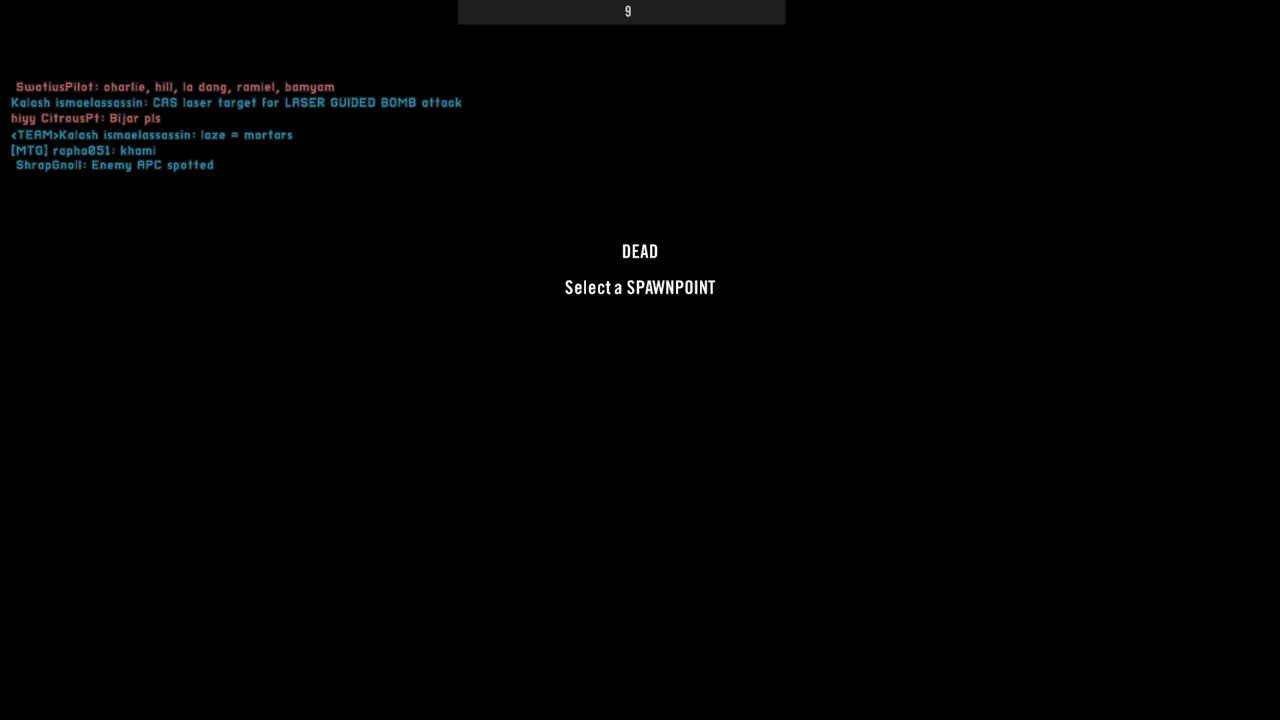 9
SwatiusPilot: charlie, hill, la dang, ramiel, bamyam
Kalash ismaelassassin: CAS laser target for LASER GUIDED BOMB attack
hiyy CitrousPt: Bijar pls
<TEAM>Kalash ismaelassassin: laze = mortars
[MTG] rapha051: khami
ShrapGnoll: Enemy APC spotted
DEAD
Select a SPAWNPOINT